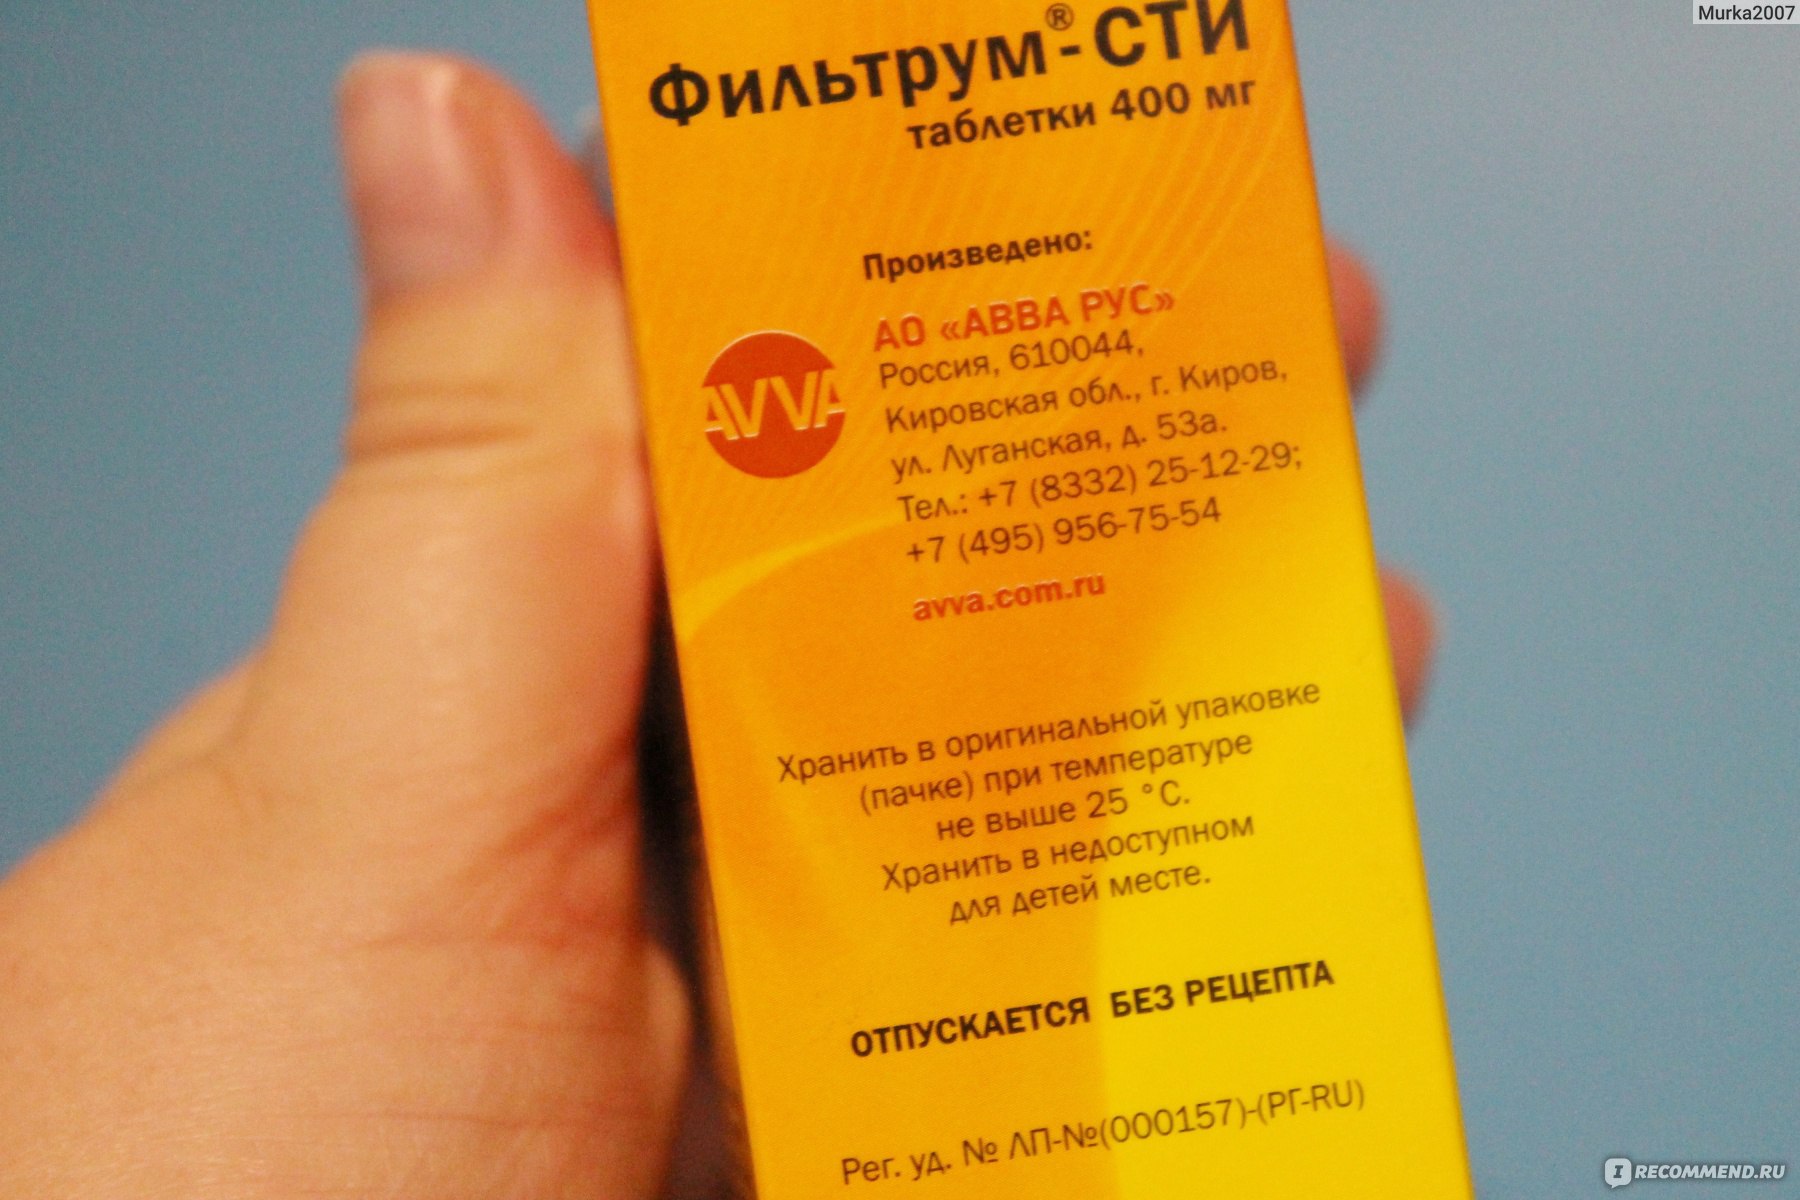 Murka2007
Фильтрум®-СТИ
таблетки 400 мг
Произведено:
АО «АВВА РУС»
AVVA
Россия, 610044,
Кировская обл., г. Киров,
ул. Луганская, д. 53а.
Тел.: +7 (8332) 25-12-29;
+7 (495) 956-75-54
avva.com.ru
Хранить в оригинальной упаковке
(пачке) при температуре
не выше 25 °С.
Хранить в недоступном
для детей месте.
ОТПУСКАЕТСЯ БЕЗ РЕЦЕПТА
Рег. уд. № ЛП-№(000157)-(РГ-RU)
IRECOMMEND.RU